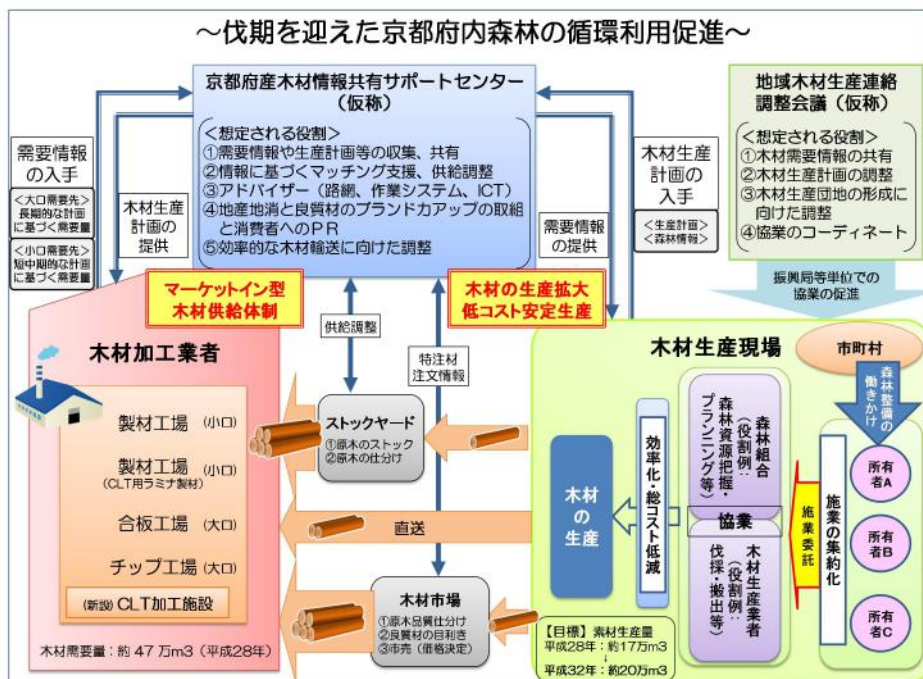 ～伐期を迎えた京都府内森林の循環利用促進～
京都府産木材情報共有サポートセンター
（仮称）
＜想定される役割＞
①需要情報や生産計画等の収集、共有
②情報に基づくマッチング支援、供給調整
③アドバイザー（路網、作業システム、ICT）
④地産地消と良質材のブランド力アップの取組
と消費者へのＰＲ
⑤効率的な木材輸送に向けた調整
地域木材生産連絡
調整会議（仮称）
＜想定される役割＞
①木材需要情報の共有
②木材生産計画の調整
③木材生産団地の形成に
向けた調整
④協業のコーディネート
需要情報
の入手
＜大口需要先＞
長期的な計画
に基づく需要量
＜小口需要先＞
短中期的な計画
に基づく需要量
木材生産
計画の
提供
需要情報
の提供
木材生産
計画の
入手
＜生産計画＞
＜森林情報＞
振興局等単位での
協業の促進
マーケットイン型
木材供給体制
木材の生産拡大
低コスト安定生産
供給調整
特注材
注文情報
木材加工業者
製材工場（小口）
製材工場（小口）
（CLT用ラミナ製材）
合板工場（大口）
チップ工場（大口）
（新設）CLT加工施設
木材需要量：約 47 万m3（平成28年）
ストックヤード
①原木のストック
②原木の仕分け
直送
木材市場
①原木品質仕分け
②良質材の目利き
③市売（価格決定）
木材生産現場
市町村
森林整備の
働きかけ
所有
者A
所有
者B
所有
者C
施業の集約化
施業委託
森林組合
（役割例：
森林資源把握・
プランニング等）
協業
木材生産業者
（役割例：
伐採・搬出等）
効率化・総コスト低減
木材
の
生産
【目標】素材生産量
平成28年：約17万m3
↓
平成32年：約20万m3